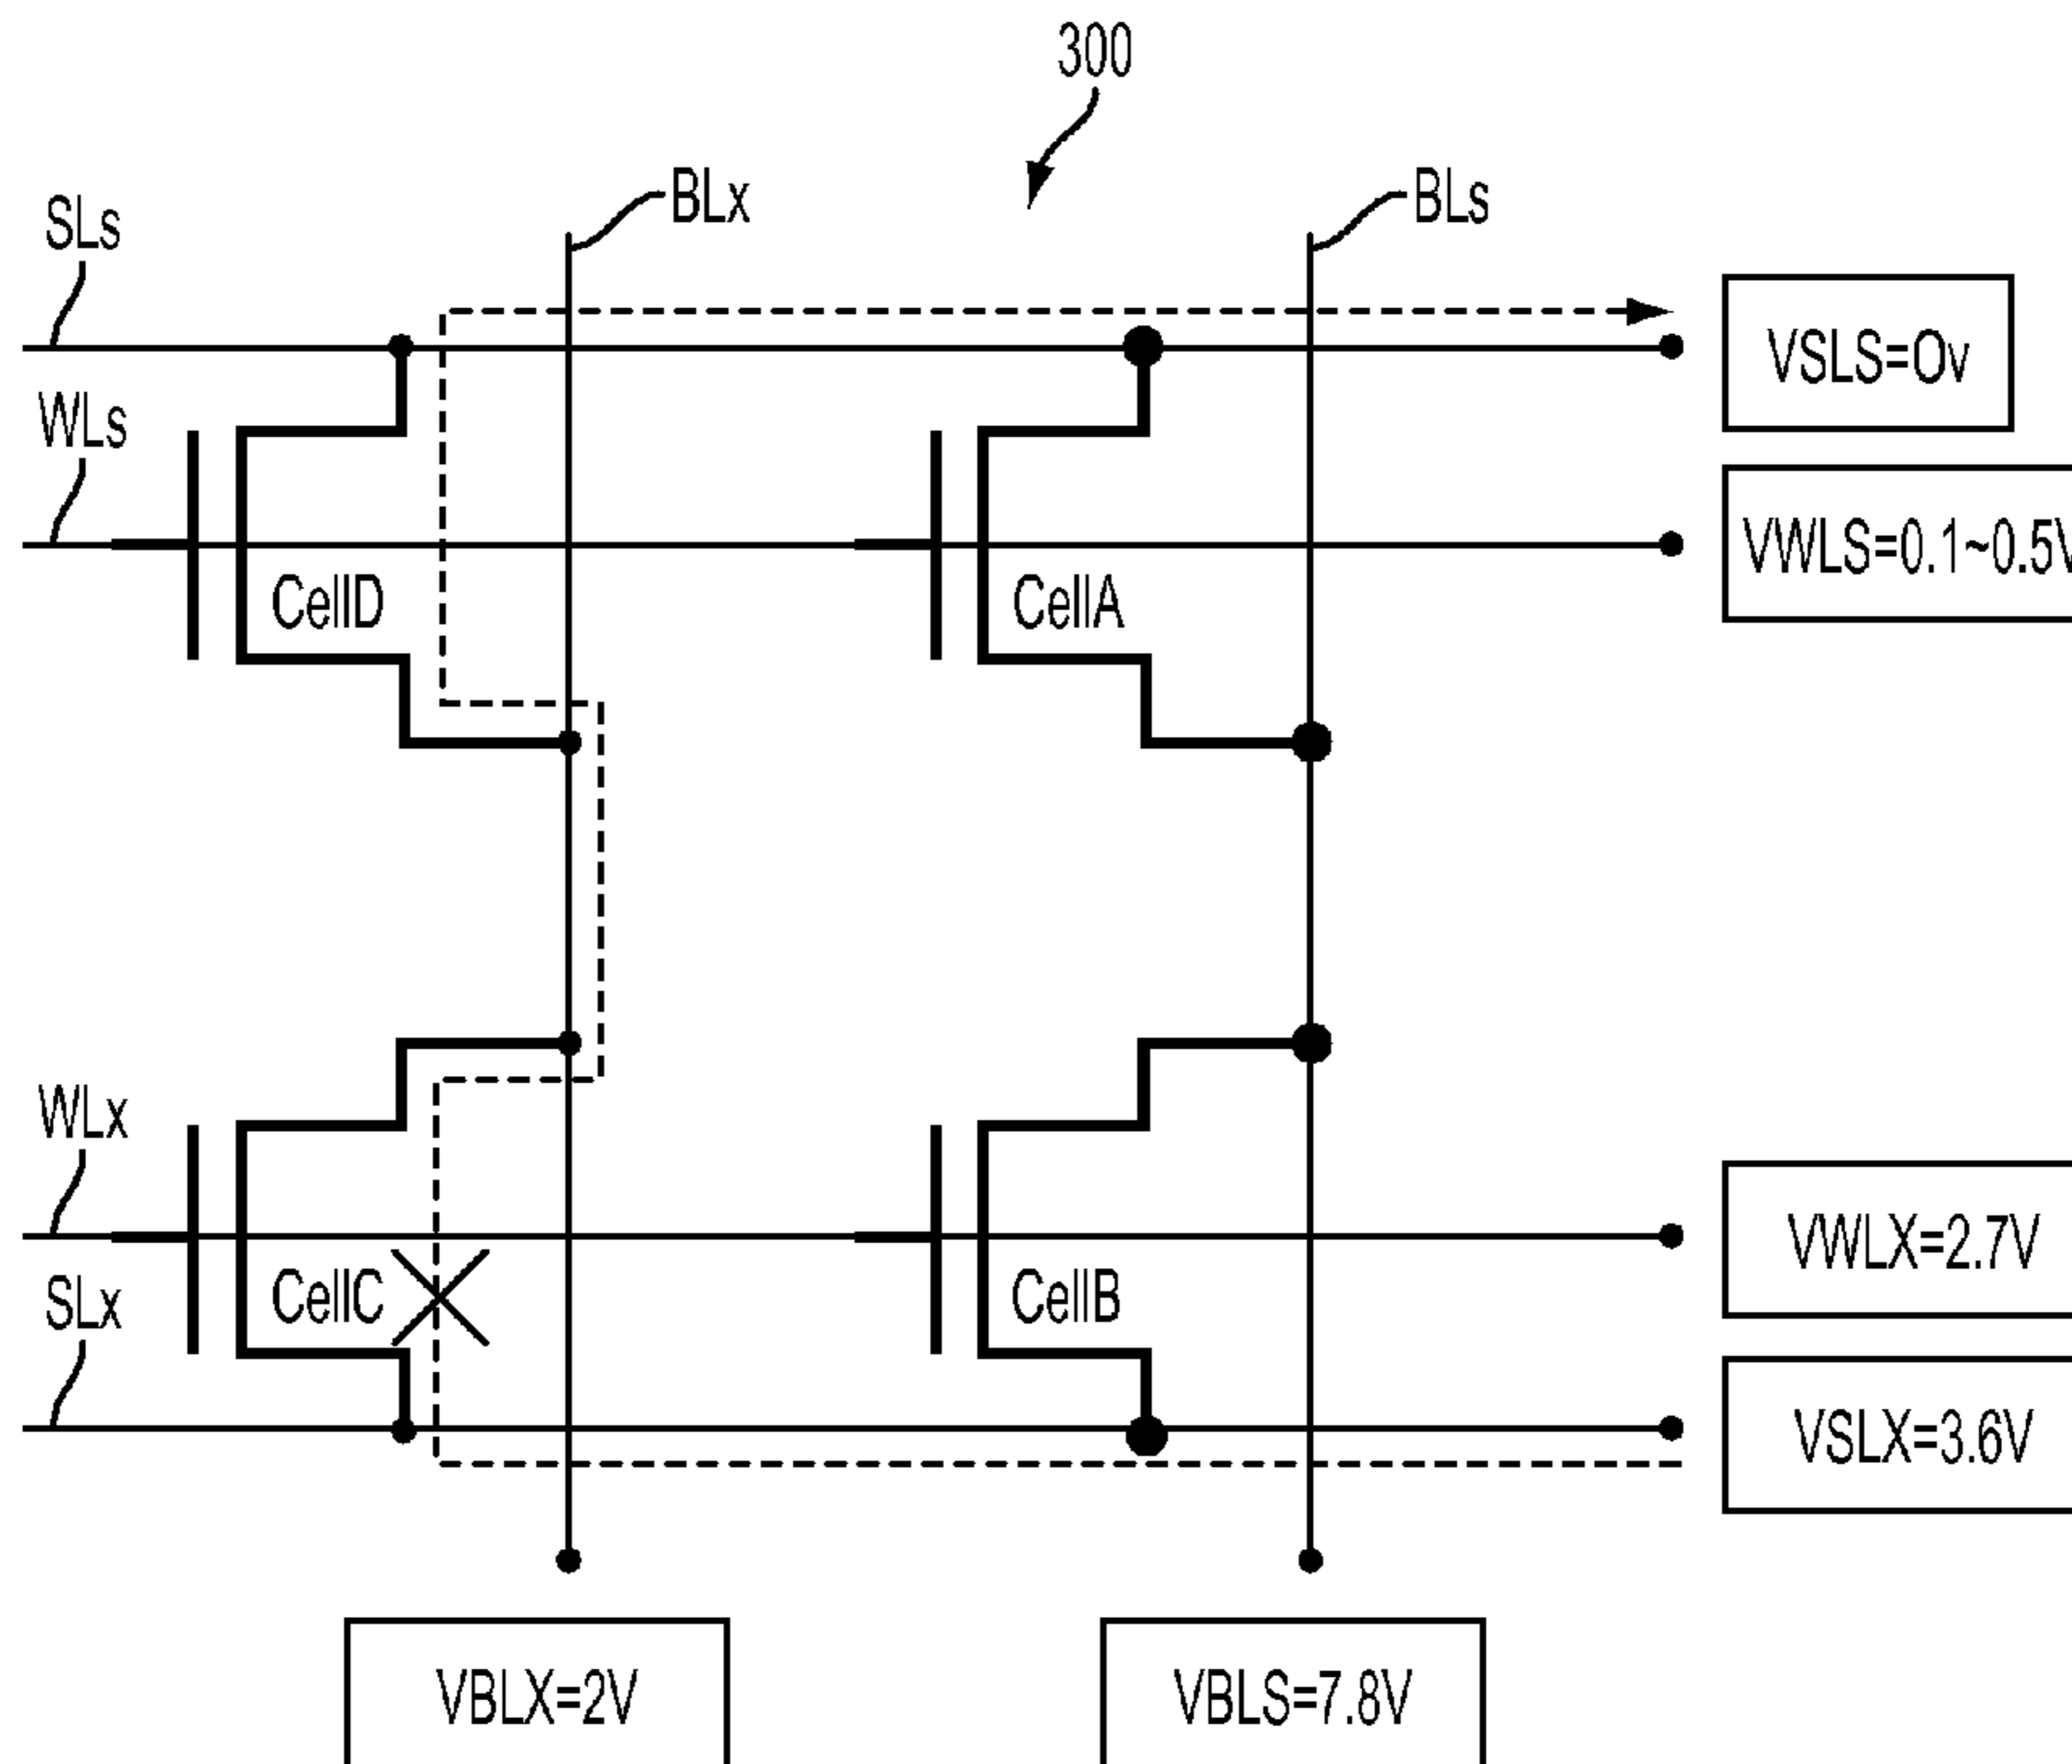 300
BLx
BLs
SLs
VSLS=0v
WLs
VWLS=0.1~0.5V
CellD
CellA
WLx
VWLX=2.7V
CellC
CellB
SLx
VSLX=3.6V
VBLX=2V
VBLS=7.8V